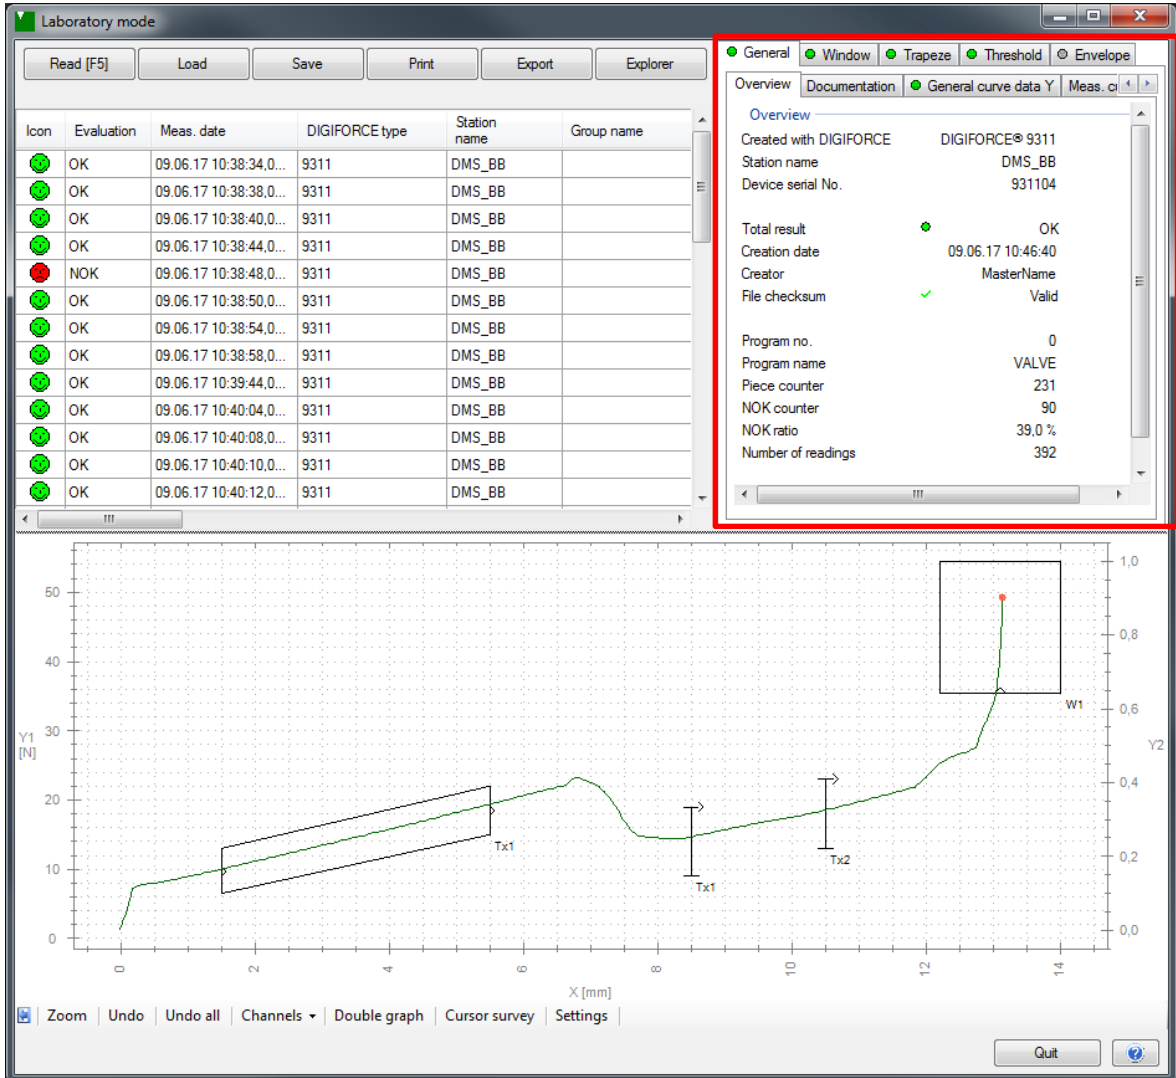 Laboratory mode
Read [F5] Load Save Print Export Explorer
Icon Evaluation Meas. date DIGIFORCE type Station name Group name
OK 09.06.17 10:38:34,0... 9311 DMS_BB
OK 09.06.17 10:38:38,0... 9311 DMS_BB
OK 09.06.17 10:38:40,0... 9311 DMS_BB
OK 09.06.17 10:38:44,0... 9311 DMS_BB
NOK 09.06.17 10:38:48,0... 9311 DMS_BB
OK 09.06.17 10:38:50,0... 9311 DMS_BB
OK 09.06.17 10:38:54,0... 9311 DMS_BB
OK 09.06.17 10:38:58,0... 9311 DMS_BB
OK 09.06.17 10:39:44,0... 9311 DMS_BB
OK 09.06.17 10:40:04,0... 9311 DMS_BB
OK 09.06.17 10:40:08,0... 9311 DMS_BB
OK 09.06.17 10:40:10,0... 9311 DMS_BB
OK 09.06.17 10:40:12,0... 9311 DMS_BB
General Window Trapeze Threshold Envelope
Overview Documentation General curve data Y Meas.
Overview
Created with DIGIFORCE DIGIFORCE® 9311
Station name DMS_BB
Device serial No. 931104
Total result OK
Creation date 09.06.17 10:46:40
Creator MasterName
File checksum Valid
Program no. 0
Program name VALVE
Piece counter 231
NOK counter 90
NOK ratio 39,0 %
Number of readings 392
50
40
30
20
10
0
Y1
[N]
1,0
0,8
0,6
0,4
0,2
0,0
Y2
W1
Tx1
Tx1
Tx2
0 2 4 6 8 10 12 14
X [mm]
Zoom Undo Undo all Channels Double graph Cursor survey Settings
Quit ?